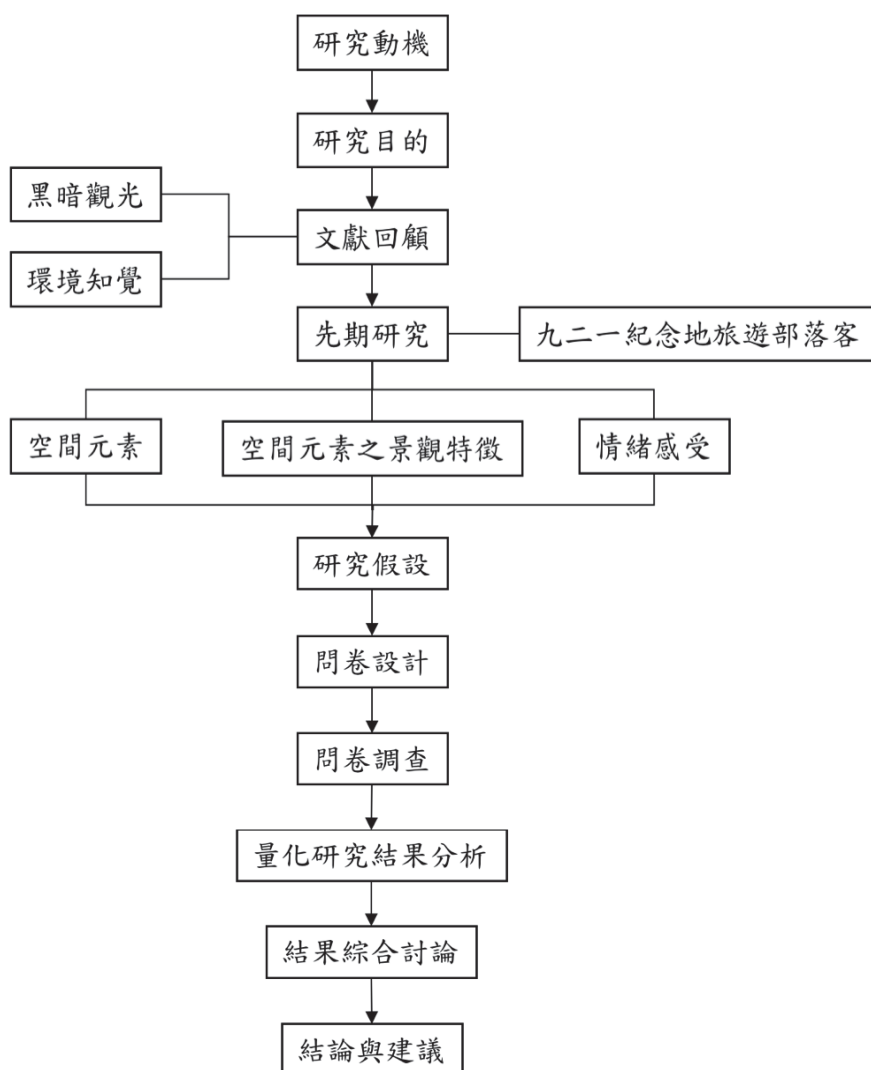 研究動機
研究目的
黑暗觀光
文獻回顧
環境知覺
先期研究
九二一紀念地旅遊部落客
空間元素
空間元素之景觀特徵
情緒感受
研究假設
問卷設計
問卷調查
量化研究結果分析
結果綜合討論
結論與建議